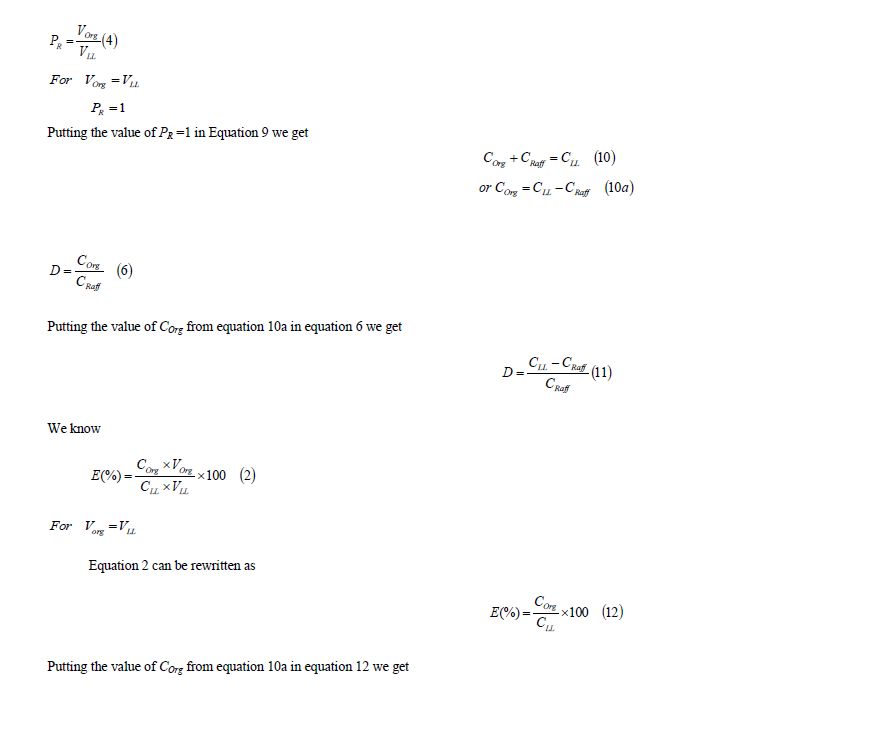 P_R = V_Org / V_LL (4)
For V_Org = V_LL
P_R = 1
Putting the value of P_R =1 in Equation 9 we get
C_Org + C_Raff = C_LL (10)
or C_Org = C_LL − C_Raff (10a)
D = C_Org / C_Raff (6)
Putting the value of C_Org from equation 10a in equation 6 we get
D = (C_LL − C_Raff) / C_Raff (11)
We know
E(%) = (C_Org × V_Org) / (C_LL × V_LL) ×100 (2)
For V_org = V_LL
Equation 2 can be rewritten as
E(%) = C_Org / C_LL ×100 (12)
Putting the value of C_Org from equation 10a in equation 12 we get